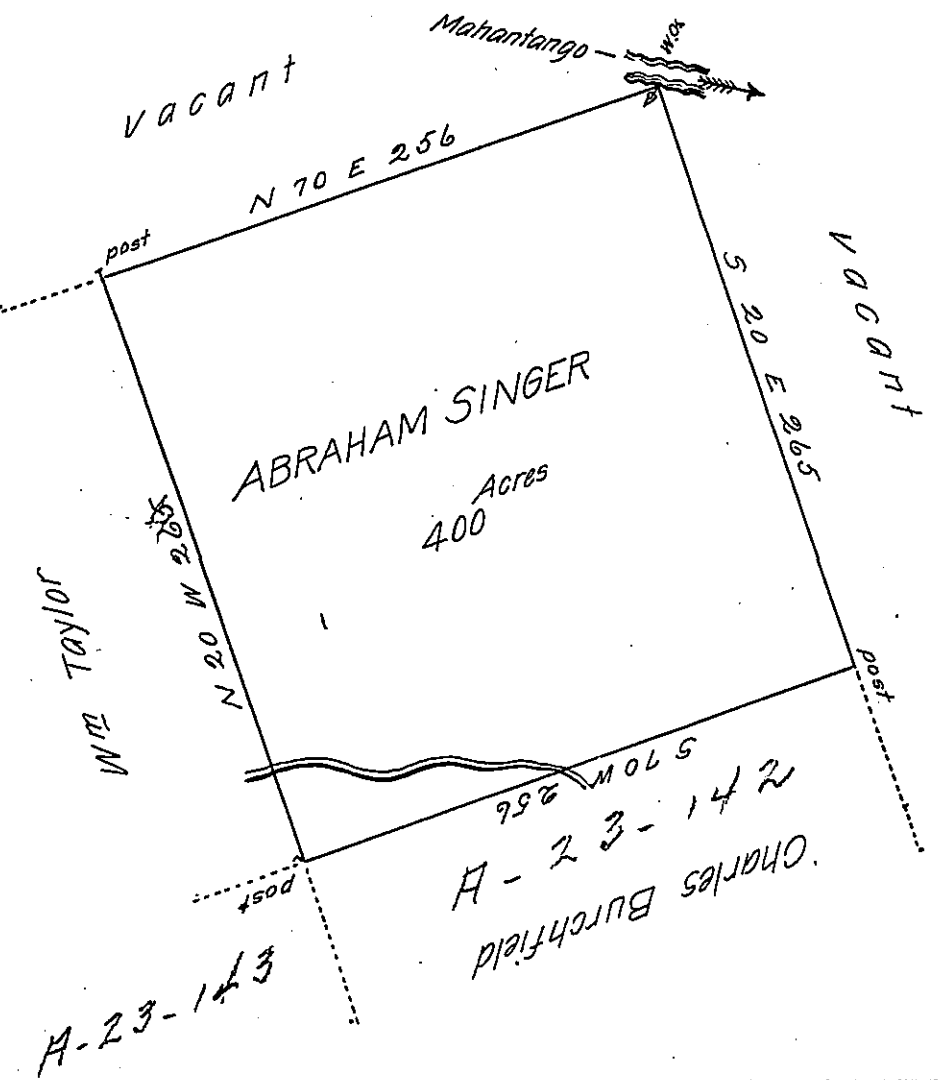 Mahantango
W.O.
vacant
N 70 E 256
post
S 20 E 265
vacant
ABRAHAM SINGER
Acres
400
N 20 W
Wm Taylor
post
S 70 W
256
A-23-142
Charles Burchfield
post
A-23-143